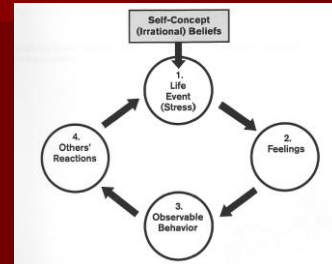 Self-Concept
(Irrational) Beliefs
1.
Life
Event
(Stress)
2.
Feelings
3.
Observable
Behavior
4.
Others'
Reactions